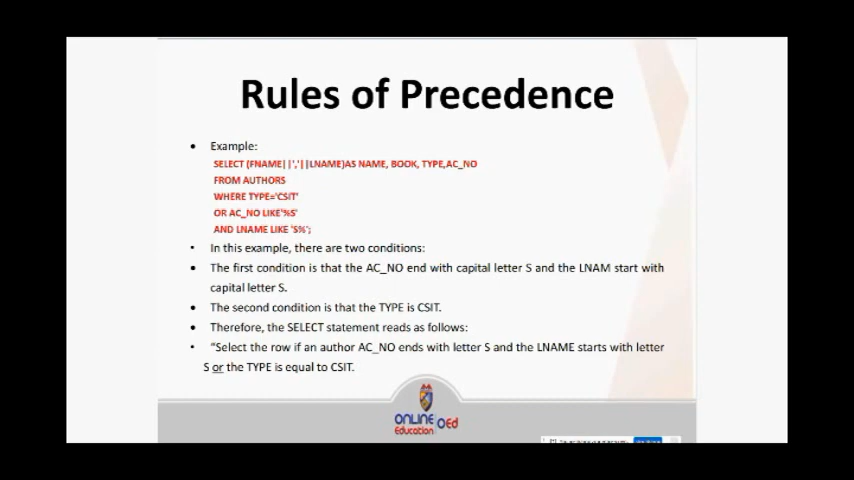 Rules of Precedence
• Example:
SELECT (FNAME||','||LNAME)AS NAME, BOOK, TYPE,AC_NO
FROM AUTHORS
WHERE TYPE='CSIT'
OR AC_NO LIKE'%S'
AND LNAME LIKE 'S%';
• In this example, there are two conditions:
• The first condition is that the AC_NO end with capital letter S and the LNAM start with
capital letter S.
• The second condition is that the TYPE is CSIT.
• Therefore, the SELECT statement reads as follows:
• “Select the row if an author AC_NO ends with letter S and the LNAME starts with letter
S or the TYPE is equal to CSIT.
ONLINE OEd
Education